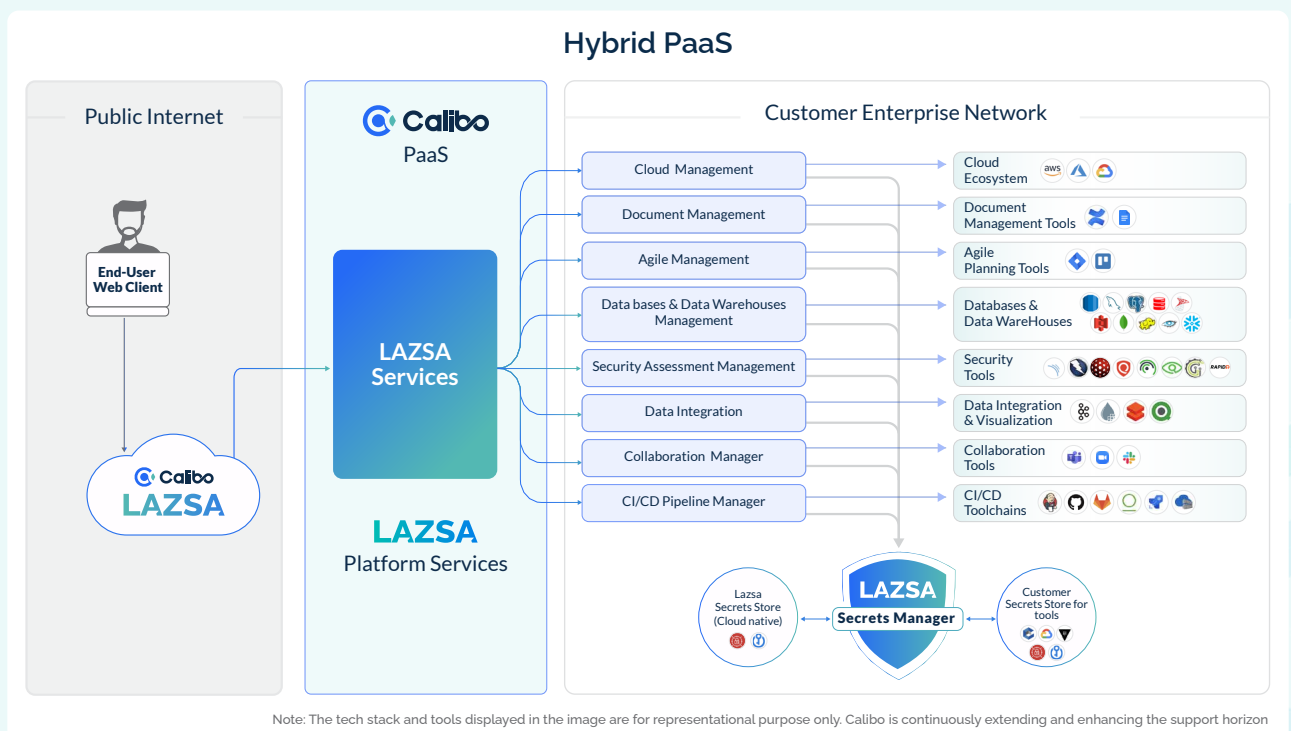 Hybrid PaaS
Public Internet
End-User
Web Client
Calibo
LAZSA
Calibo
PaaS
LAZSA
Services
LAZSA
Platform Services
Customer Enterprise Network
Cloud Management
Document Management
Agile Management
Data bases & Data Warehouses
Management
Security Assessment Management
Data Integration
Collaboration Manager
CI/CD Pipeline Manager
Cloud
Ecosystem
aws
Document
Management Tools
Agile
Planning Tools
Databases &
Data WareHouses
Security
Tools
RAPID7
Data Integration
& Visualization
Collaboration
Tools
CI/CD
Toolchains
Lazsa
Secrets Store
(Cloud native)
LAZSA
Secrets Manager
Customer
Secrets Store for
tools
Note: The tech stack and tools displayed in the image are for representational purpose only. Calibo is continuously extending and enhancing the support horizon